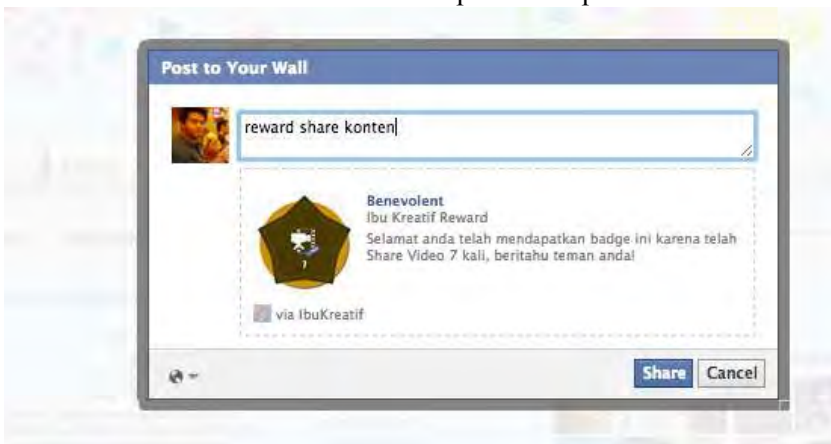 Post to Your Wall
reward share konten
Benevolent
Ibu Kreatif Reward
Selamat anda telah mendapatkan badge ini karena telah
Share Video 7 kali, beritahu teman anda!
7
via IbuKreatif
Share Cancel